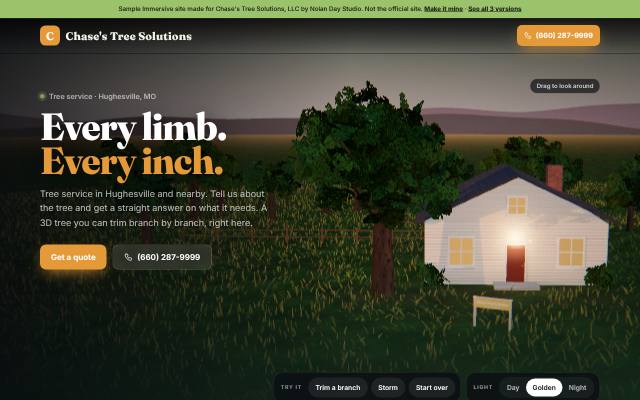 Sample Immersive site made for Chase's Tree Solutions, LLC by Nolan Day Studio. Not the official site. Make it mine · See all 3 versions
C Chase's Tree Solutions
(660) 287-9999
Drag to look around
Tree service · Hughesville, MO
Every limb.
Every inch.
Tree service in Hughesville and nearby. Tell us about
the tree and get a straight answer on what it needs. A
3D tree you can trim branch by branch, right here.
Get a quote
(660) 287-9999
TRY IT Trim a branch Storm Start over
LIGHT Day Golden Night